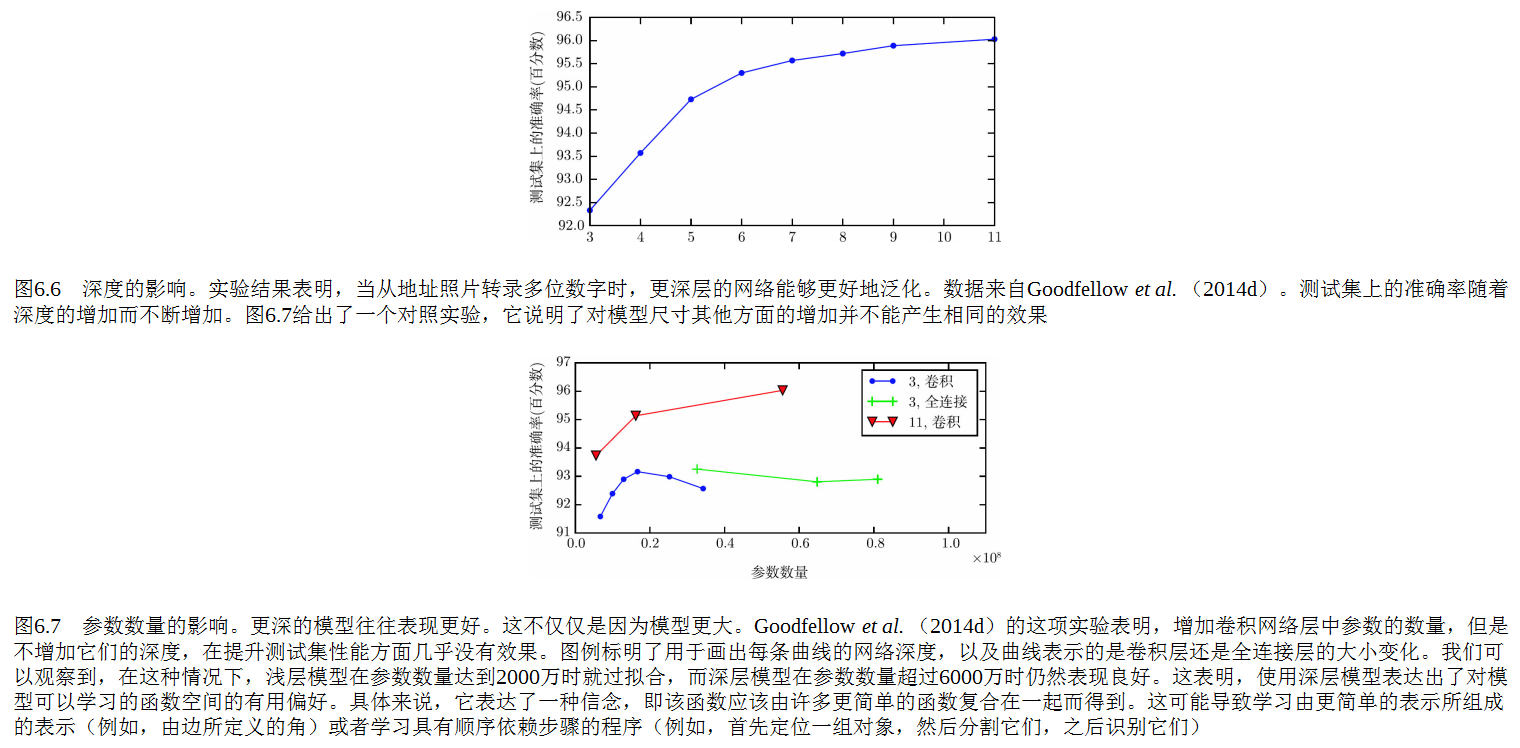 96.5
96.0
95.5
95.0
94.5
94.0
93.5
93.0
92.5
92.0
测试集上的准确率(百分数)
3 4 5 6 7 8 9 10 11
图6.6 深度的影响。实验结果表明，当从地址照片转录多位数字时，更深层的网络能够更好地泛化。数据来自Goodfellow et al.（2014d）。测试集上的准确率随着
深度的增加而不断增加。图6.7给出了一个对照实验，它说明了对模型尺寸其他方面的增加并不能产生相同的效果
97
96
95
94
93
92
91
测试集上的准确率(百分数)
3, 卷积
3, 全连接
11, 卷积
0.0 0.2 0.4 0.6 0.8 1.0
×10⁸
参数数量
图6.7 参数数量的影响。更深的模型往往表现更好。这不仅仅是因为模型更大。Goodfellow et al.（2014d）的这项实验表明，增加卷积网络层中参数的数量，但是
不增加它们的深度，在提升测试集性能方面几乎没有效果。图例标明了用于画出每条曲线的网络深度，以及曲线表示的是卷积层还是全连接层的大小变化。我们可
以观察到，在这种情况下，浅层模型在参数数量达到2000万时就过拟合，而深层模型在参数数量超过6000万时仍然表现良好。这表明，使用深层模型表达出了对模
型可以学习的函数空间的有用偏好。具体来说，它表达了一种信念，即该函数应该由许多更简单的函数复合在一起而得到。这可能导致学习由更简单的表示所组成
的表示（例如，由边所定义的角）或者学习具有顺序依赖步骤的程序（例如，首先定位一组对象，然后分割它们，之后识别它们）